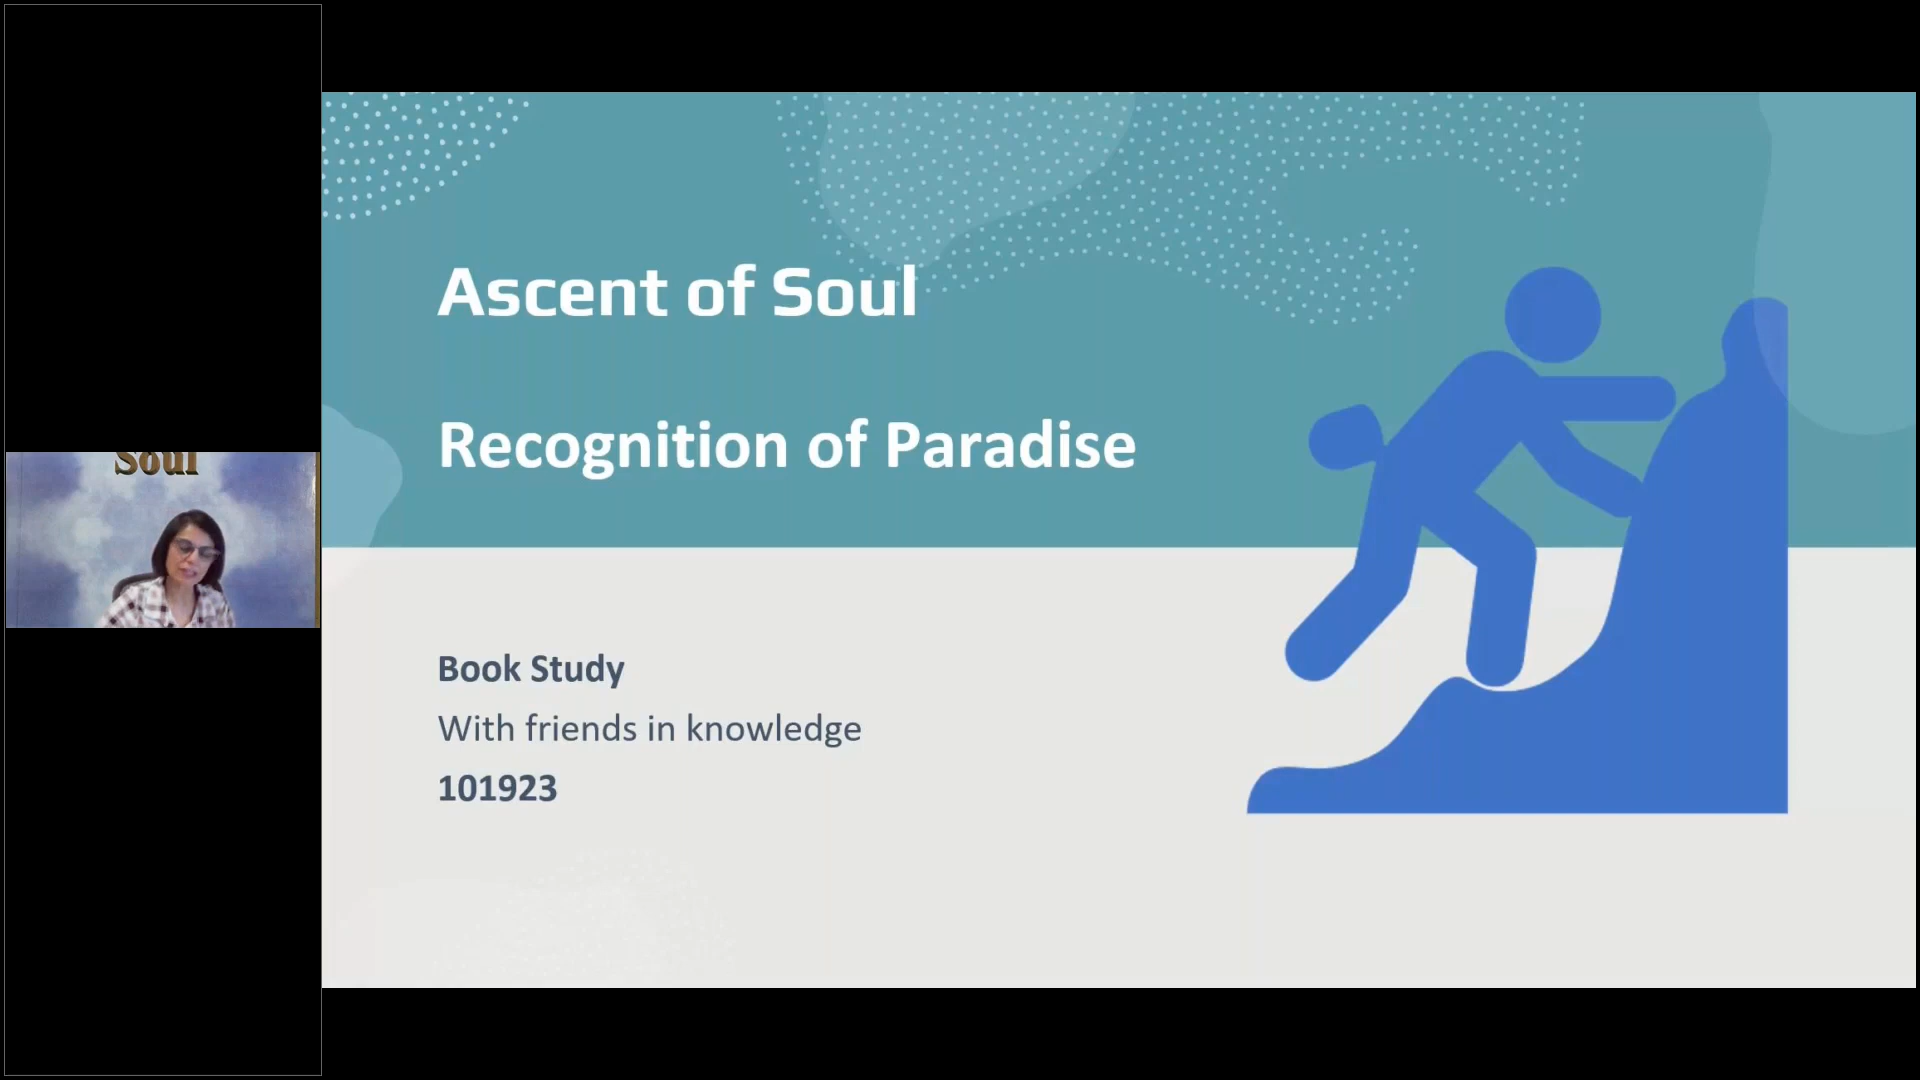 Ascent of Soul
Recognition of Paradise
Soul
Book Study
With friends in knowledge
101923